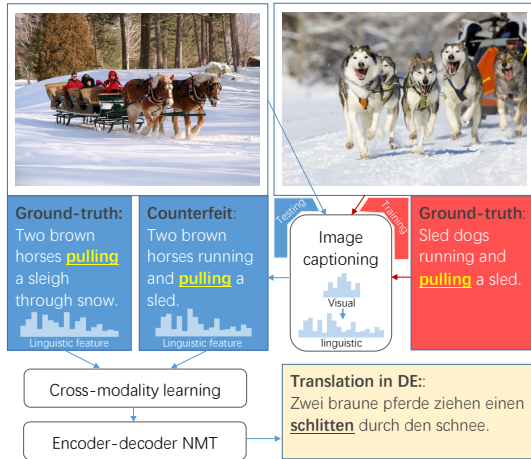 Ground-truth:
Two brown
horses pulling
a sleigh
through snow.
Linguistic feature
Counterfeit:
Two brown
horses running
and pulling a
sled.
Linguistic feature
Testing
Training
Image
captioning
Visual
linguistic
Ground-truth:
Sled dogs
running and
pulling a sled.
Cross-modality learning
Encoder-decoder NMT
Translation in DE::
Zwei braune pferde ziehen einen
schlitten durch den schnee.